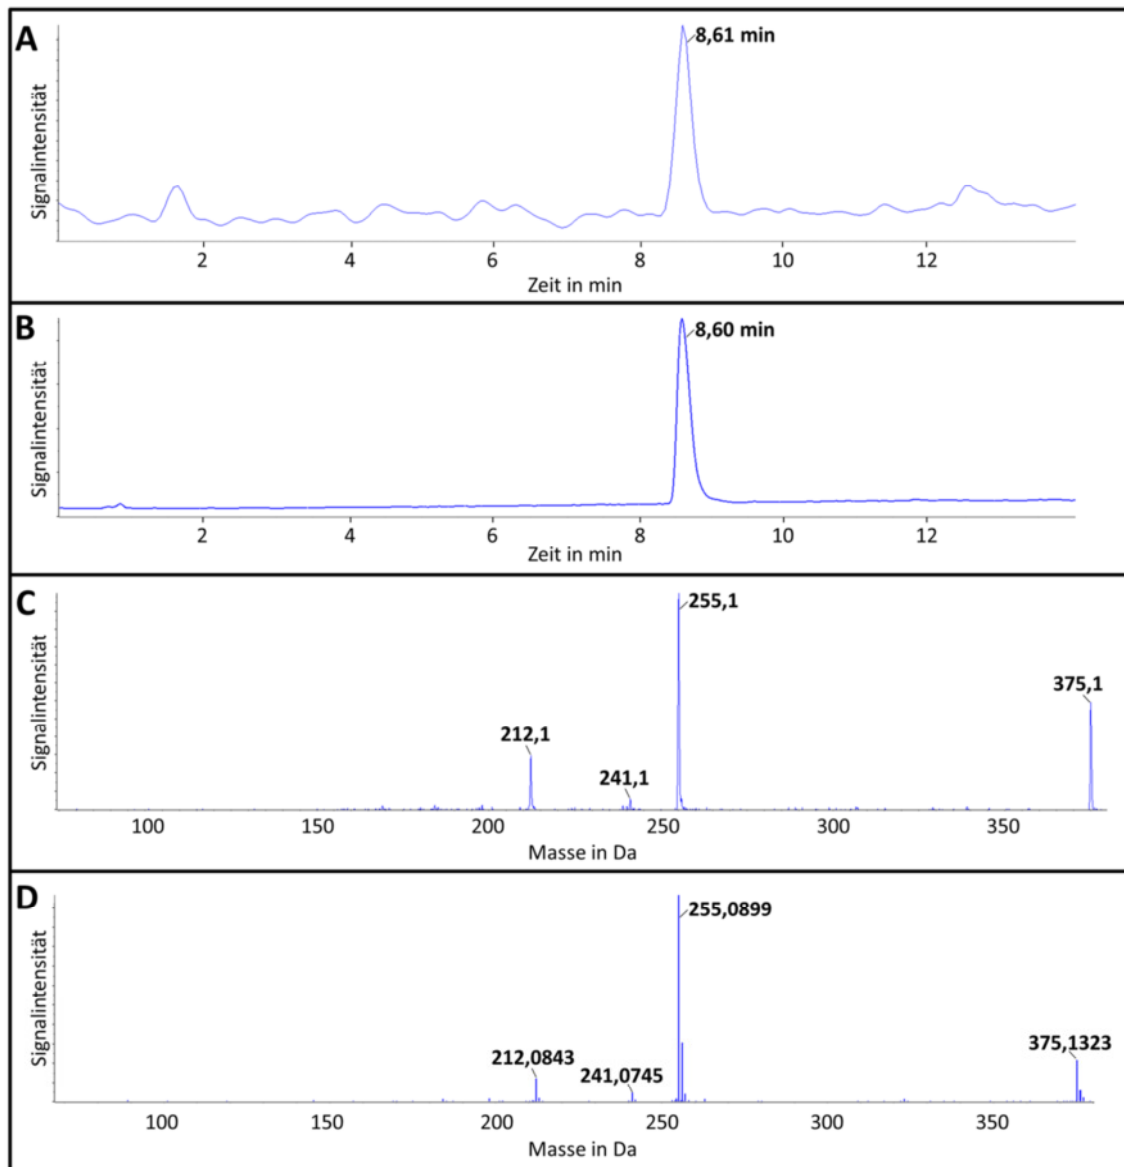 A
8,61 min
Signalintensität
2 4 6 8 10 12
Zeit in min
B
8,60 min
Signalintensität
2 4 6 8 10 12
Zeit in min
C
255,1
375,1
212,1
241,1
Signalintensität
100 150 200 250 300 350
Masse in Da
D
255,0899
375,1323
212,0843
241,0745
Signalintensität
100 150 200 250 300 350
Masse in Da